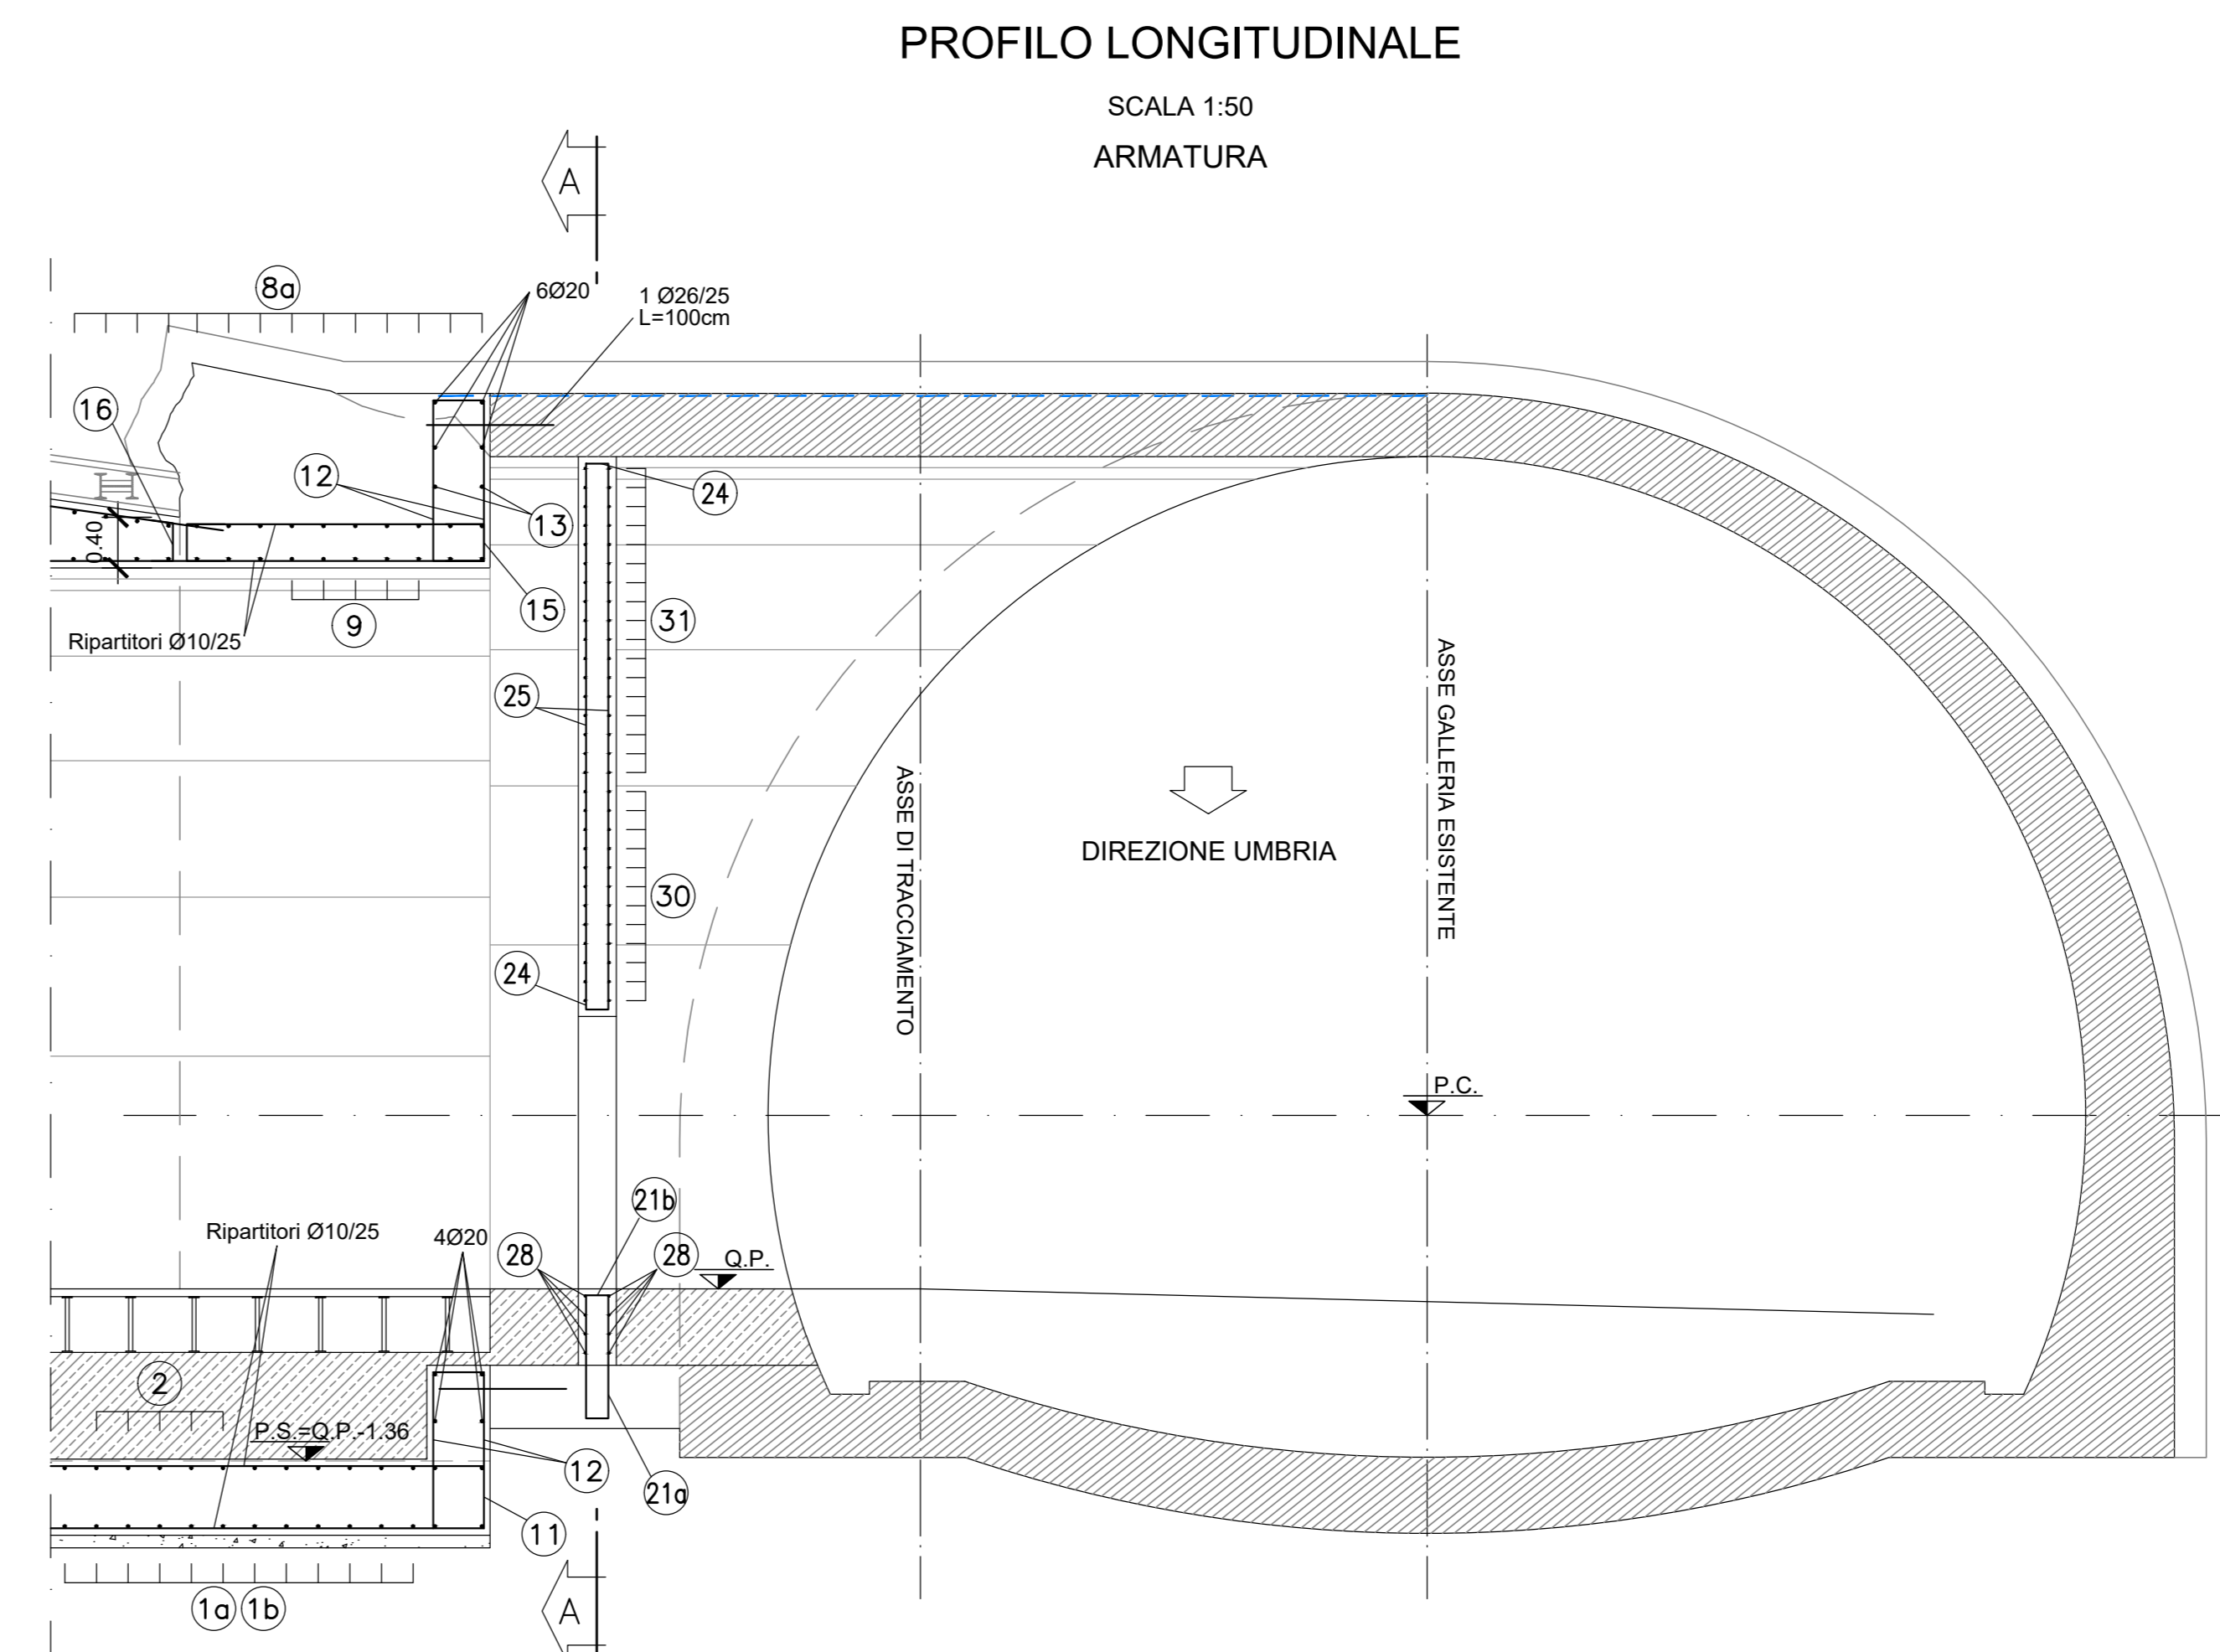 PROFILO LONGITUDINALE
SCALA 1:50
ARMATURA
A
8a
6Ø20
1 Ø26/25
L=100cm
16
12
24
13
0.40
15
9
31
Ripartitori Ø10/25
25
ASSE GALLERIA ESISTENTE
ASSE DI TRACCIAMENTO
DIREZIONE UMBRIA
30
24
P.C.
21b
Ripartitori Ø10/25
4Ø20
28
28
Q.P.
2
P.S.=Q.P.-1.36
12
21a
11
1a
1b
A